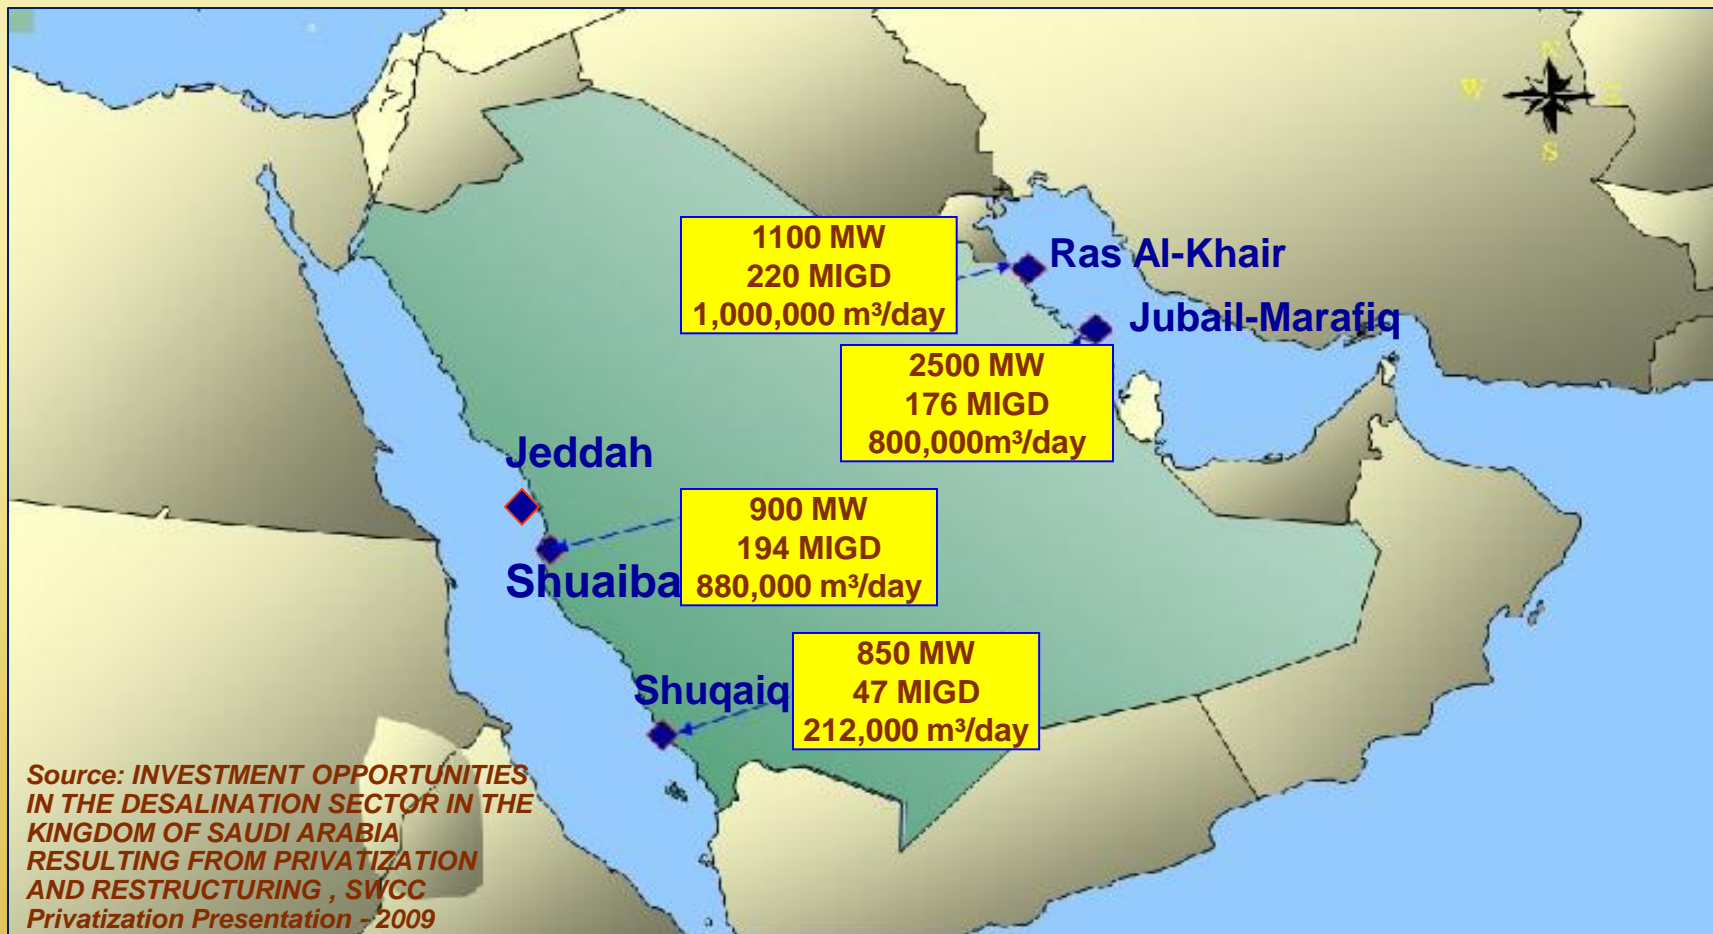 N
W
E
S
1100 MW
220 MIGD
1,000,000 m³/day
Ras Al-Khair
Jubail-Marafiq
2500 MW
176 MIGD
800,000m³/day
Jeddah
900 MW
194 MIGD
880,000 m³/day
Shuaiba
850 MW
47 MIGD
212,000 m³/day
Shuqaiq
Source: INVESTMENT OPPORTUNITIES
IN THE DESALINATION SECTOR IN THE
KINGDOM OF SAUDI ARABIA
RESULTING FROM PRIVATIZATION
AND RESTRUCTURING , SWCC
Privatization Presentation - 2009